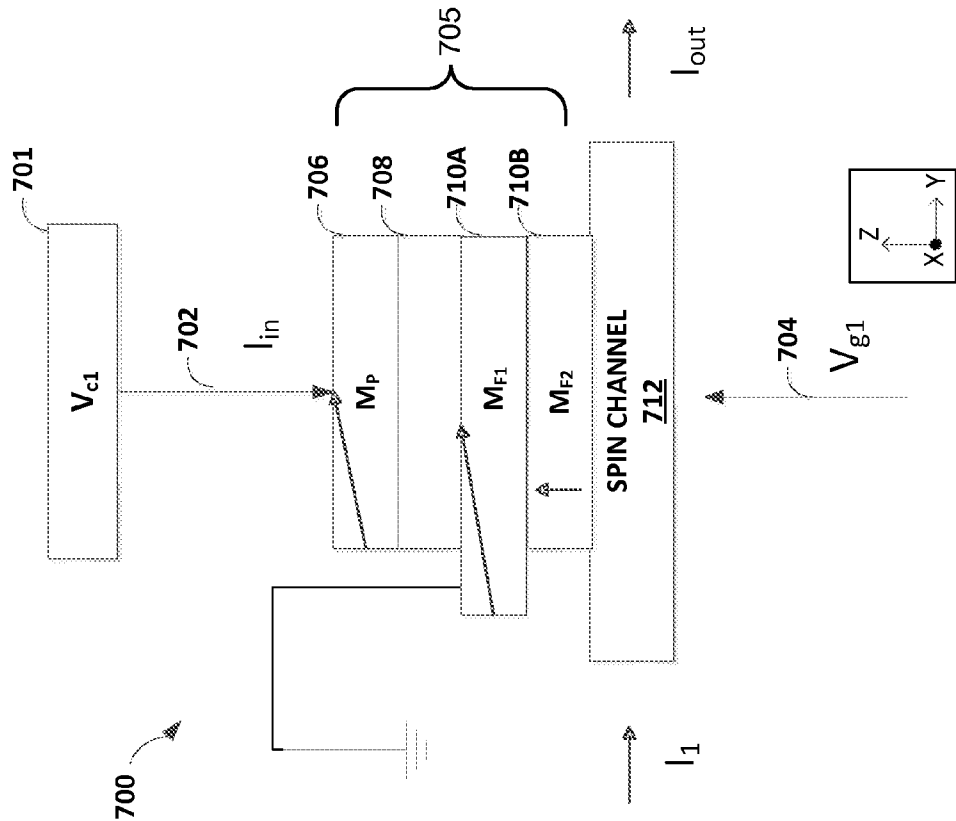 700
701
V_c1
702
I_in
706
708
710A
710B
705
M_P
M_F1
M_F2
SPIN CHANNEL
712
I_1
I_out
704
V_g1
Z
X
Y